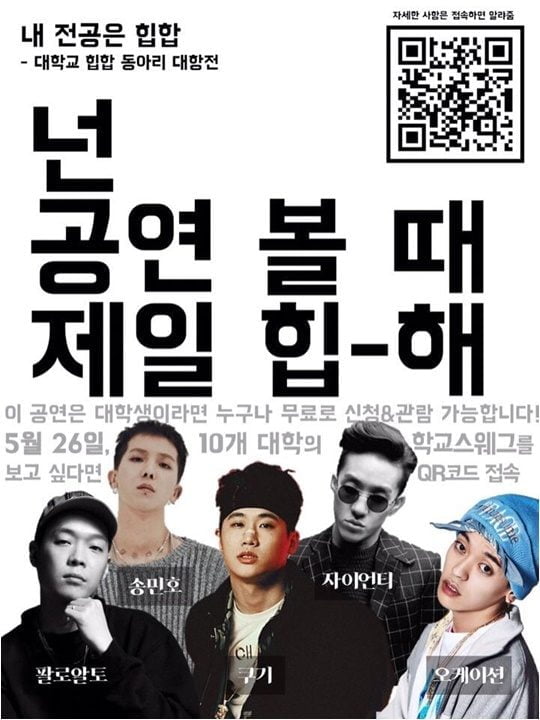 자세한 사항은 접속하면 알랴줌
내 전공은 힙합
- 대학교 힙합 동아리 대항전
넌
공연 볼 때
제일 힙-해
이 공연은 대학생이라면 누구나 무료로 신청&관람 가능합니다!
5월 26일, 10개 대학의 학교스웨그를
보고 싶다면 QR코드 접속
송민호
자이언티
팔로알토
쿠기
오케이션